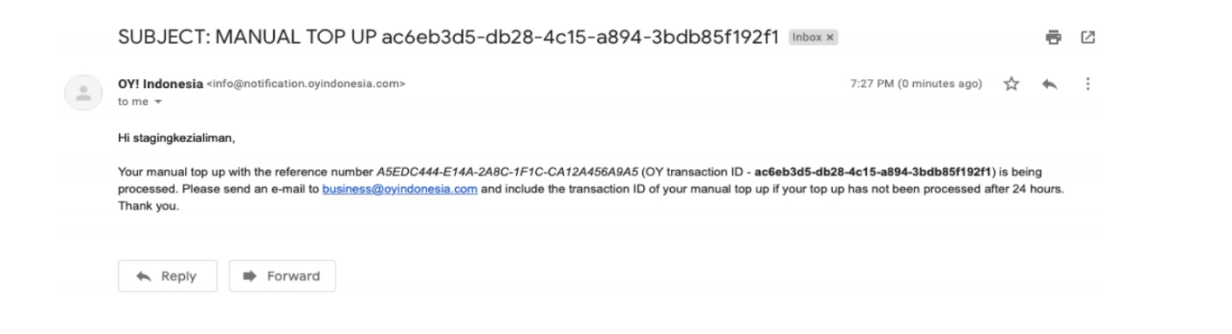 SUBJECT: MANUAL TOP UP ac6eb3d5-db28-4c15-a894-3bdb85f192f1 Inbox x
OY! Indonesia <info@notification.oyindonesia.com> 7:27 PM (0 minutes ago)
to me
Hi stagingkezialiman,
Your manual top up with the reference number A5EDC444-E14A-2A8C-1F1C-CA12A456A9A5 (OY transaction ID - ac6eb3d5-db28-4c15-a894-3bdb85f192f1) is being
processed. Please send an e-mail to business@oyindonesia.com and include the transaction ID of your manual top up if your top up has not been processed after 24 hours.
Thank you.
Reply Forward